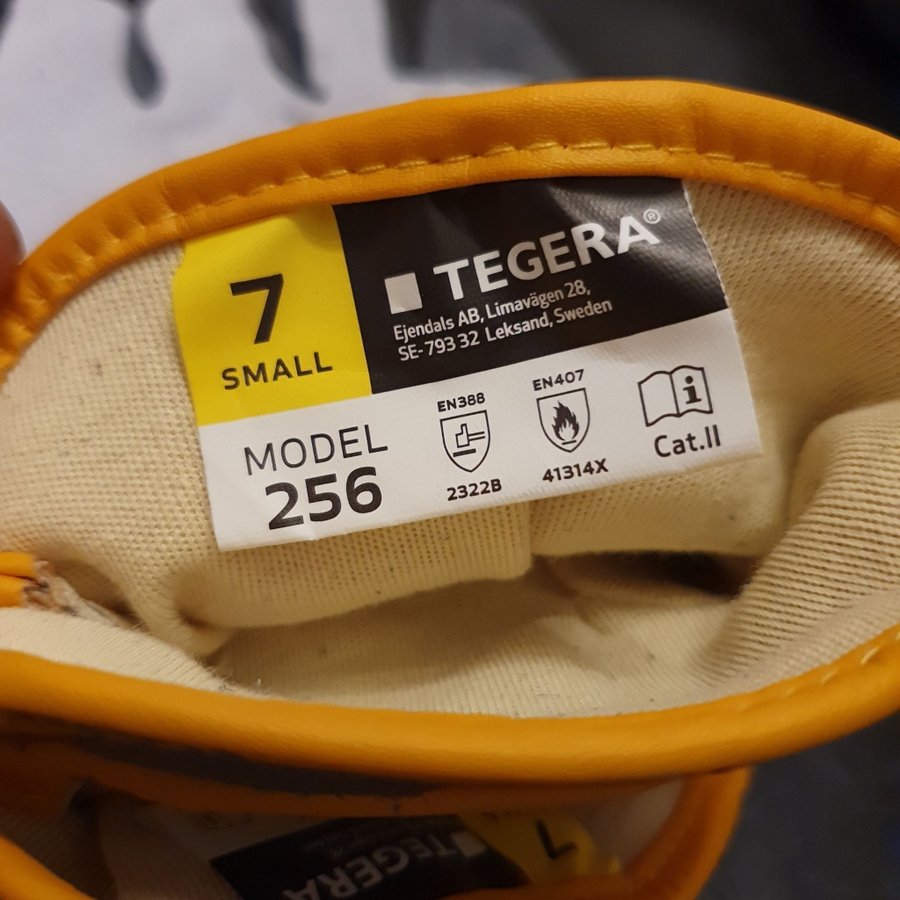 7
SMALL
TEGERA®
Ejendals AB, Limavägen 28,
SE-793 32 Leksand, Sweden
MODEL
256
EN388
2322B
EN407
41314X
i
Cat.II
TEGERA
7